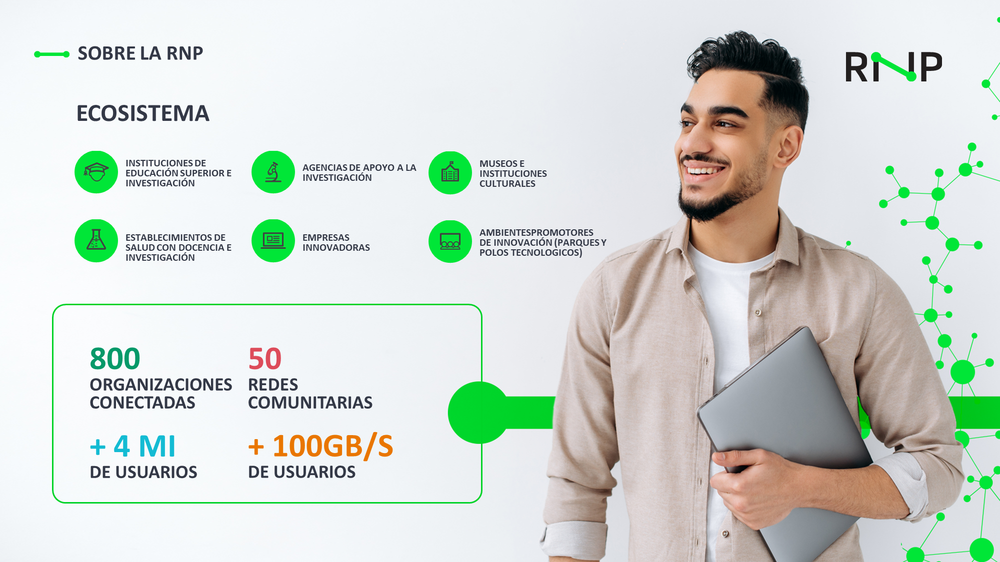 SOBRE LA RNP
RNP
ECOSISTEMA
INSTITUCIONES DE
EDUCACIÓN SUPERIOR E
INVESTIGACIÓN
AGENCIAS DE APOYO A LA
INVESTIGACIÓN
MUSEOS E
INSTITUCIONES
CULTURALES
ESTABLECIMIENTOS DE
SALUD CON DOCENCIA E
INVESTIGACIÓN
EMPRESAS
INNOVADORAS
AMBIENTESPROMOTORES
DE INNOVACIÓN (PARQUES Y
POLOS TECNOLOGICOS)
800
ORGANIZACIONES
CONECTADAS
50
REDES
COMUNITARIAS
+ 4 MI
DE USUARIOS
+ 100GB/S
DE USUARIOS